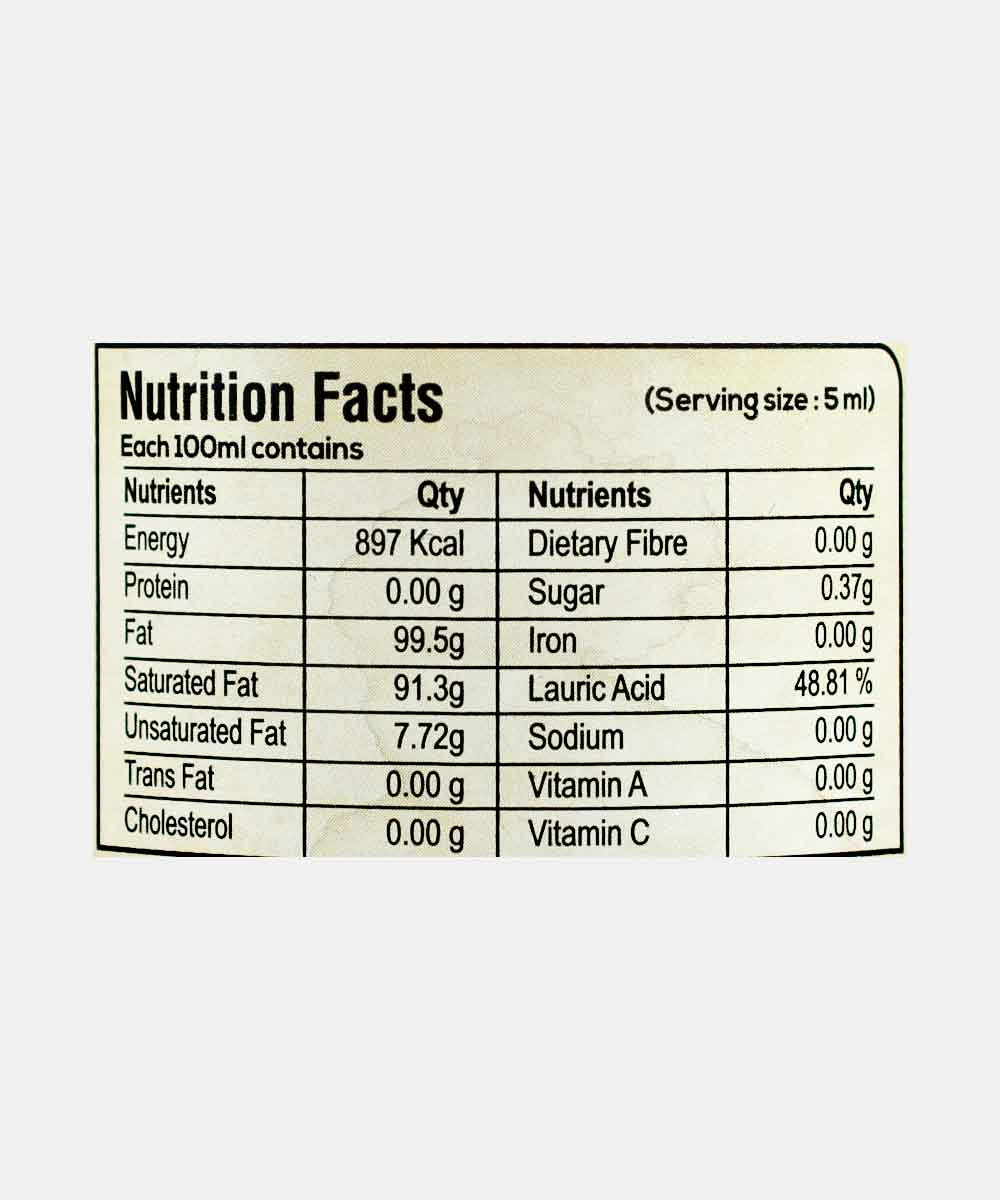 Nutrition Facts (Serving size : 5 ml)
Each 100ml contains
Nutrients Qty Nutrients Qty
Energy 897 Kcal Dietary Fibre 0.00 g
Protein 0.00 g Sugar 0.37g
Fat 99.5g Iron 0.00 g
Saturated Fat 91.3g Lauric Acid 48.81 %
Unsaturated Fat 7.72g Sodium 0.00 g
Trans Fat 0.00 g Vitamin A 0.00 g
Cholesterol 0.00 g Vitamin C 0.00 g